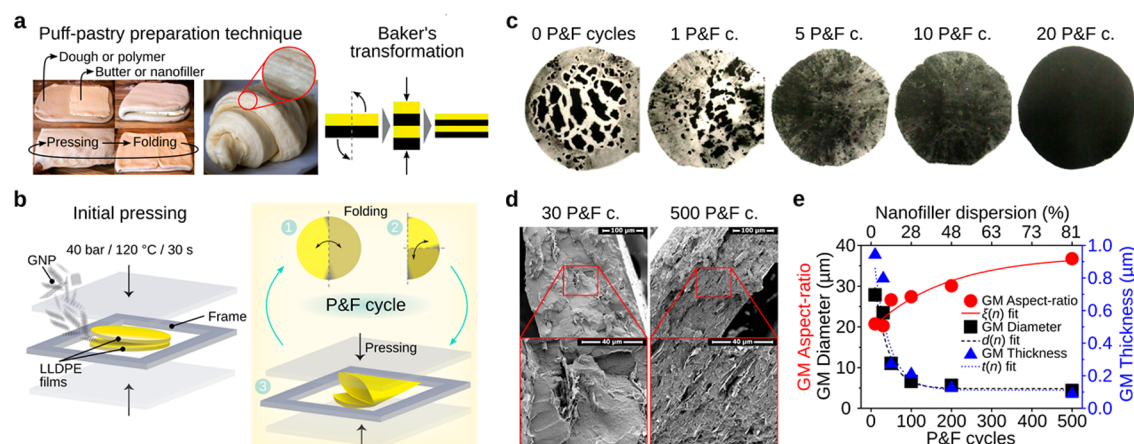 a
Puff-pastry preparation technique
Dough or polymer
Butter or nanofiller
Pressing
Folding
Baker's
transformation
b
Initial pressing
40 bar / 120 °C / 30 s
GNP
Frame
LLDPE
films
1
Folding
2
P&F cycle
Pressing
3
c
0 P&F cycles
1 P&F c.
5 P&F c.
10 P&F c.
20 P&F c.
d
30 P&F c.
500 P&F c.
100 µm
100 µm
40 µm
40 µm
e
Nanofiller dispersion (%)
0 10 28 48 63 73 81
GM Aspect-ratio
GM Diameter (µm)
40
30
20
10
0
GM Aspect-ratio
ξ(n) fit
GM Diameter
d(n) fit
GM Thickness
t(n) fit
1.0
0.8
0.6
0.4
0.2
0.0
GM Thickness (µm)
0 100 200 300 400 500
P&F cycles